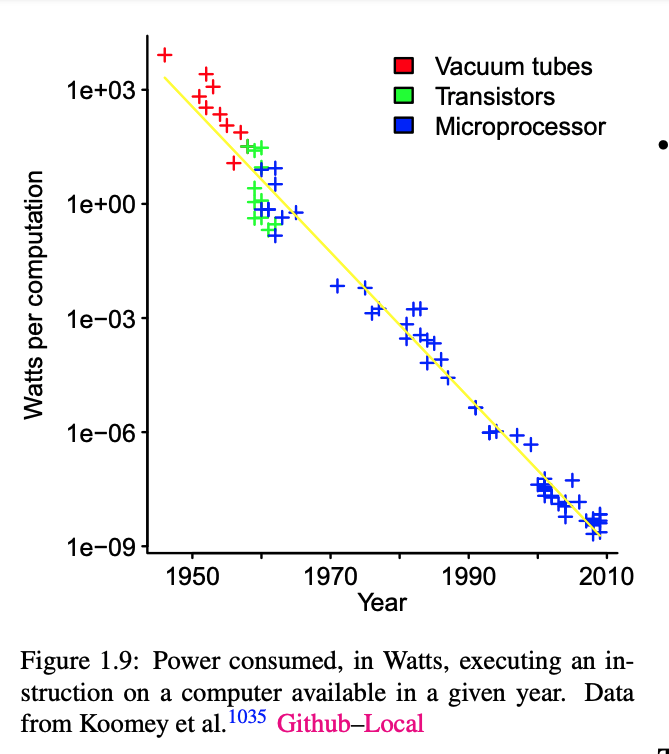 Vacuum tubes
Transistors
Microprocessor
Watts per computation
1e+03
1e+00
1e−03
1e−06
1e−09
1950 1970 1990 2010
Year
Figure 1.9: Power consumed, in Watts, executing an in-
struction on a computer available in a given year. Data
from Koomey et al.1035 Github–Local